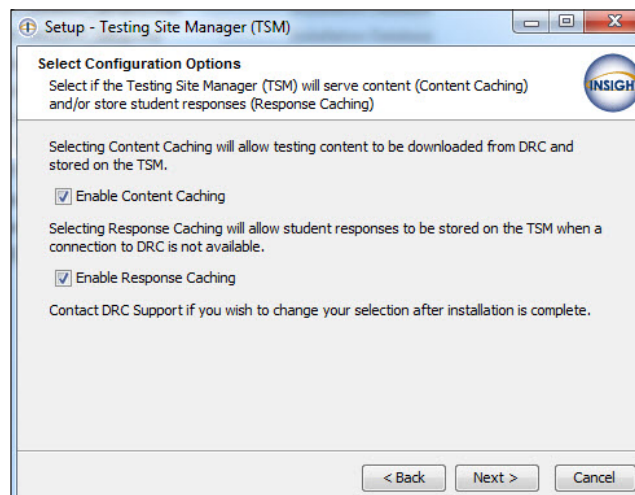 Setup - Testing Site Manager (TSM)
Select Configuration Options
Select if the Testing Site Manager (TSM) will serve content (Content Caching)
and/or store student responses (Response Caching)
INSIGH
Selecting Content Caching will allow testing content to be downloaded from DRC and
stored on the TSM.
Enable Content Caching
Selecting Response Caching will allow student responses to be stored on the TSM when a
connection to DRC is not available.
Enable Response Caching
Contact DRC Support if you wish to change your selection after installation is complete.
< Back
Next >
Cancel